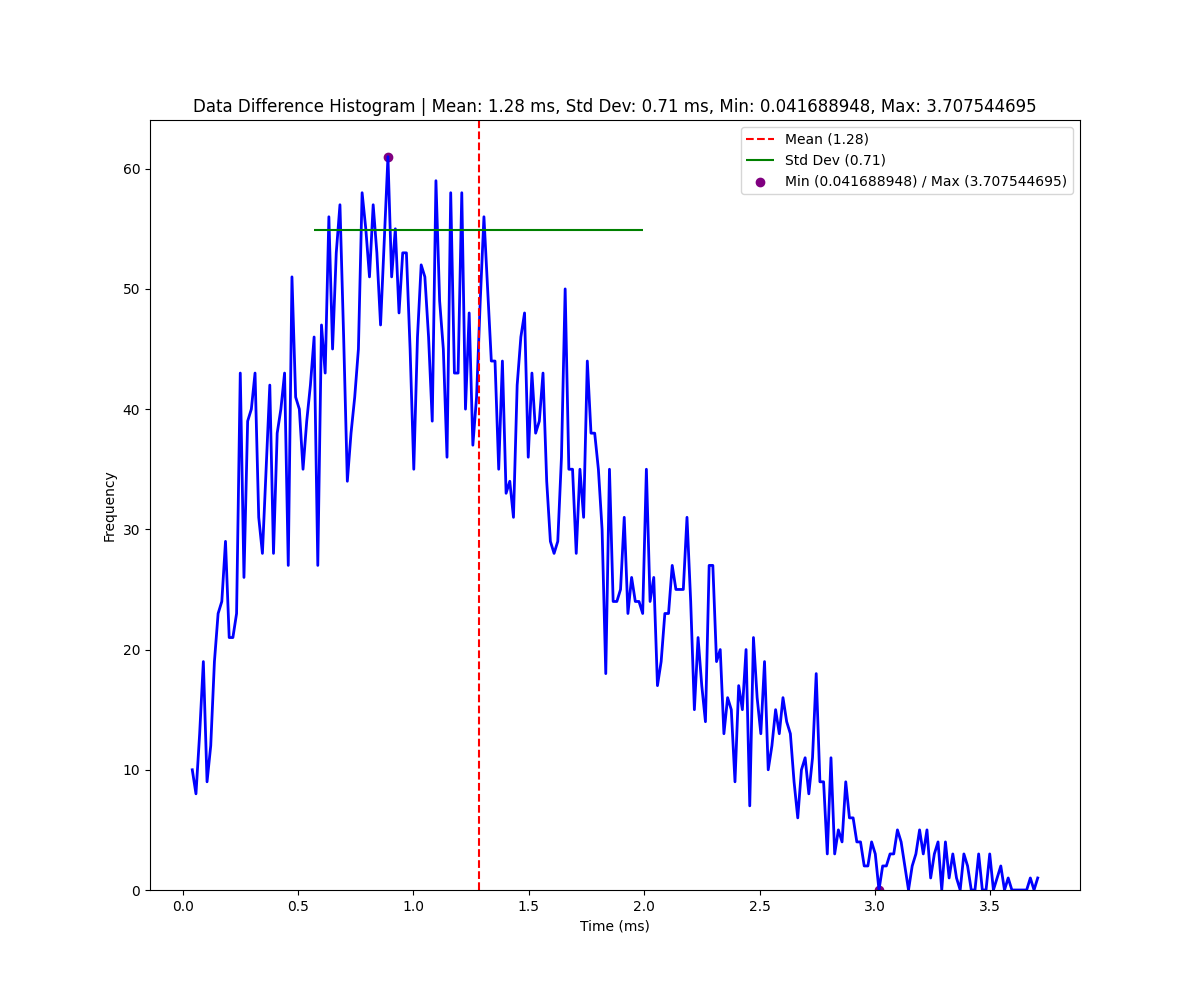 Data Difference Histogram | Mean: 1.28 ms, Std Dev: 0.71 ms, Min: 0.041688948, Max: 3.707544695
Mean (1.28)
Std Dev (0.71)
Min (0.041688948) / Max (3.707544695)
60
50
40
30
20
10
0
Frequency
0.0 0.5 1.0 1.5 2.0 2.5 3.0 3.5
Time (ms)